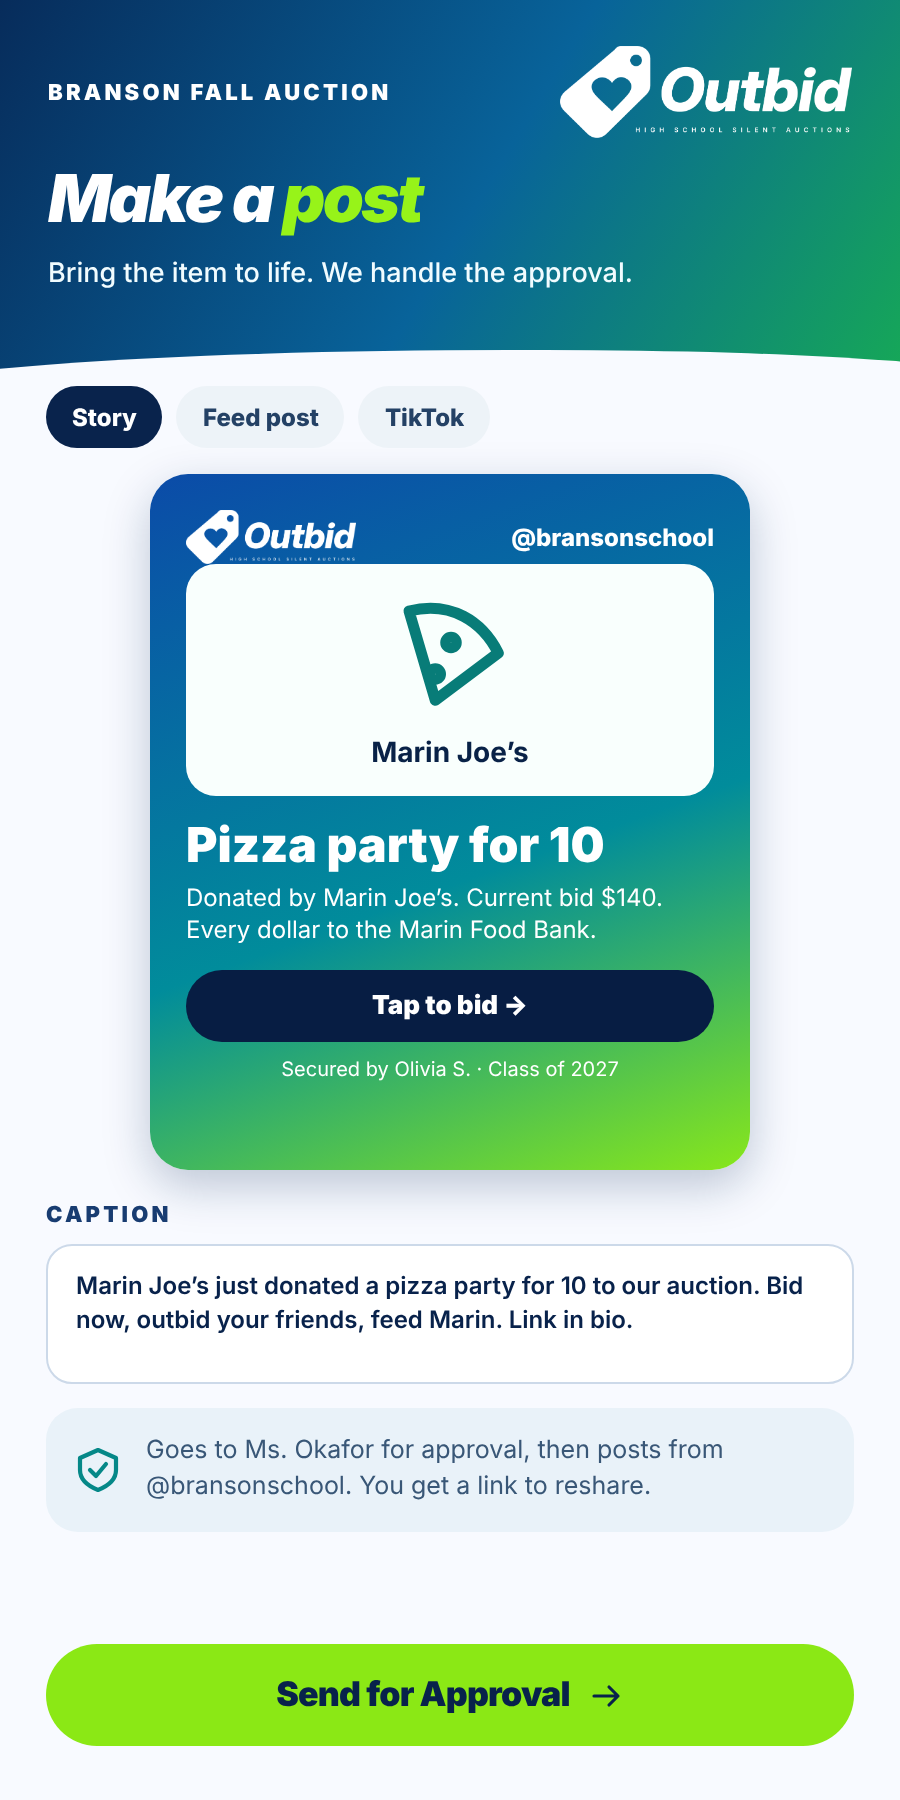 BRANSON FALL AUCTION
Outbid
HIGH SCHOOL SILENT AUCTIONS
Make a post
Bring the item to life. We handle the approval.
Story
Feed post
TikTok
Outbid
HIGH SCHOOL SILENT AUCTIONS
@bransonschool
Marin Joe’s
Pizza party for 10
Donated by Marin Joe’s. Current bid $140.
Every dollar to the Marin Food Bank.
Tap to bid →
Secured by Olivia S. · Class of 2027
CAPTION
Marin Joe’s just donated a pizza party for 10 to our auction. Bid
now, outbid your friends, feed Marin. Link in bio.
Goes to Ms. Okafor for approval, then posts from
@bransonschool. You get a link to reshare.
Send for Approval →